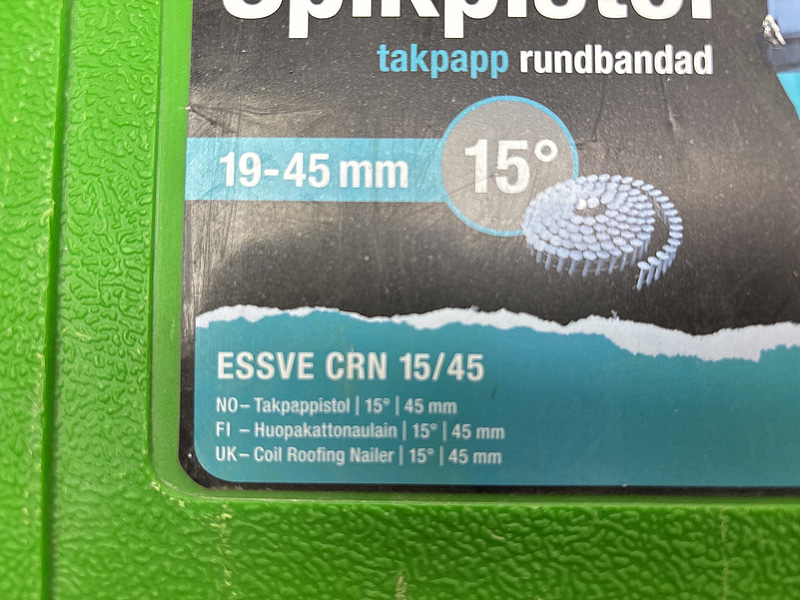 spikpistol
takpapp rundbandad
19-45 mm
15°
ESSVE CRN 15/45
NO – Takpappistol | 15° | 45 mm
FI – Huopakattonaulain | 15° | 45 mm
UK – Coil Roofing Nailer | 15° | 45 mm